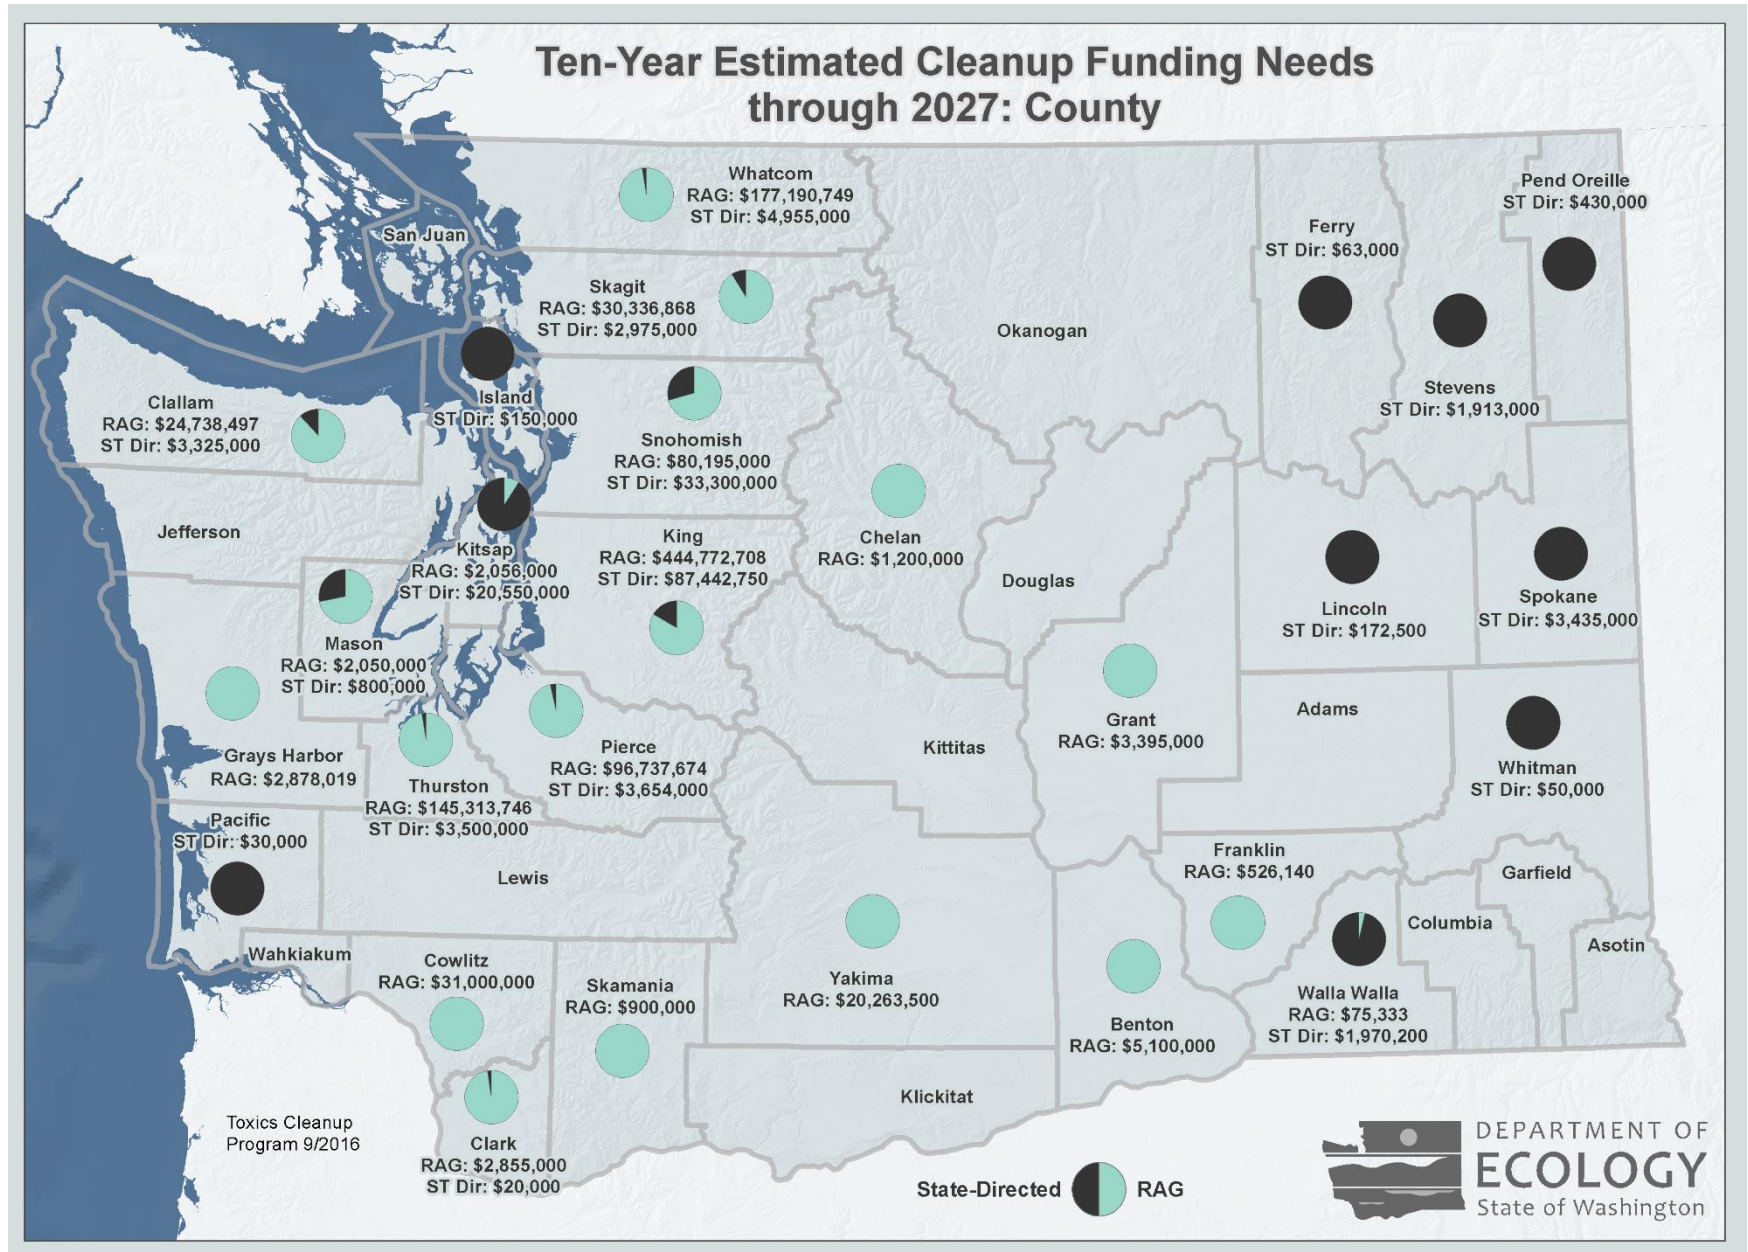 Ten-Year Estimated Cleanup Funding Needs
through 2027: County
Whatcom
RAG: $177,190,749
ST Dir: $4,955,000
Pend Oreille
ST Dir: $430,000
Ferry
ST Dir: $63,000
San Juan
Skagit
RAG: $30,336,868
ST Dir: $2,975,000
Okanogan
Stevens
ST Dir: $1,913,000
Island
ST Dir: $150,000
Clallam
RAG: $24,738,497
ST Dir: $3,325,000
Snohomish
RAG: $80,195,000
ST Dir: $33,300,000
Jefferson
Kitsap
RAG: $2,056,000
ST Dir: $20,550,000
King
RAG: $444,772,708
ST Dir: $87,442,750
Chelan
RAG: $1,200,000
Douglas
Lincoln
ST Dir: $172,500
Spokane
ST Dir: $3,435,000
Mason
RAG: $2,050,000
ST Dir: $800,000
Grays Harbor
RAG: $2,878,019
Thurston
RAG: $145,313,746
ST Dir: $3,500,000
Pierce
RAG: $96,737,674
ST Dir: $3,654,000
Kittitas
Grant
RAG: $3,395,000
Adams
Whitman
ST Dir: $50,000
Pacific
ST Dir: $30,000
Lewis
Franklin
RAG: $526,140
Garfield
Columbia
Asotin
Wahkiakum
Cowlitz
RAG: $31,000,000
Skamania
RAG: $900,000
Yakima
RAG: $20,263,500
Benton
RAG: $5,100,000
Walla Walla
RAG: $75,333
ST Dir: $1,970,200
Klickitat
Clark
RAG: $2,855,000
ST Dir: $20,000
Toxics Cleanup
Program 9/2016
State-Directed
RAG
DEPARTMENT OF
ECOLOGY
State of Washington